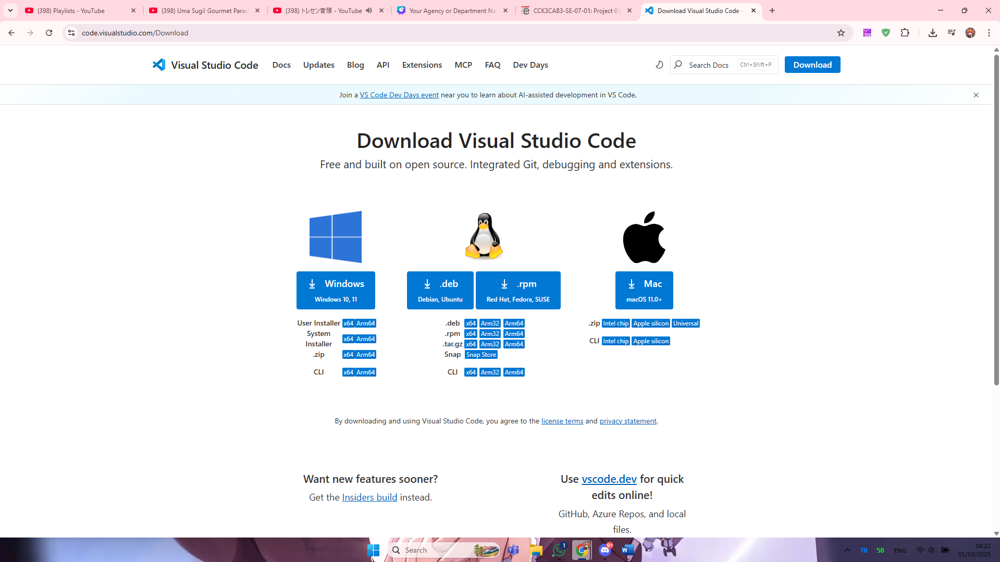 (398) Playlists - YouTube
(398) Uma Sugi! Gourmet Parad
(398) トレセン音頭 - YouTube
Your Agency or Department Na
CCK3CAB3-SE-07-01: Project 01
Download Visual Studio Code -
code.visualstudio.com/Download
Visual Studio Code
Docs
Updates
Blog
API
Extensions
MCP
FAQ
Dev Days
Search Docs
Ctrl+Shift+P
Download
Join a VS Code Dev Days event near you to learn about AI-assisted development in VS Code.
Download Visual Studio Code
Free and built on open source. Integrated Git, debugging and extensions.
Windows
Windows 10, 11
User Installer x64 Arm64
System Installer x64 Arm64
.zip x64 Arm64
CLI x64 Arm64
.deb
Debian, Ubuntu
.rpm
Red Hat, Fedora, SUSE
.deb x64 Arm32 Arm64
.rpm x64 Arm32 Arm64
.tar.gz x64 Arm32 Arm64
Snap Snap Store
CLI x64 Arm32 Arm64
Mac
macOS 11.0+
.zip Intel chip Apple silicon Universal
CLI Intel chip Apple silicon
By downloading and using Visual Studio Code, you agree to the license terms and privacy statement.
Want new features sooner?
Get the Insiders build instead.
Use vscode.dev for quick
edits online!
GitHub, Azure Repos, and local
files.
Search
1
9+
78
58
ENG
16:22
01/10/2025